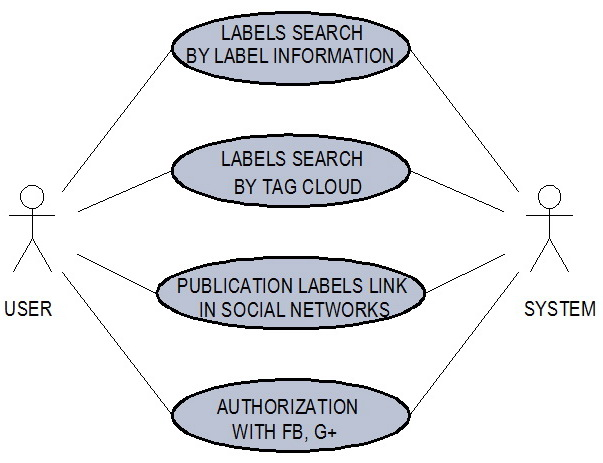 LABELS SEARCH
BY LABEL INFORMATION
LABELS SEARCH
BY TAG CLOUD
PUBLICATION LABELS LINK
IN SOCIAL NETWORKS
USER
SYSTEM
AUTHORIZATION
WITH FB, G+